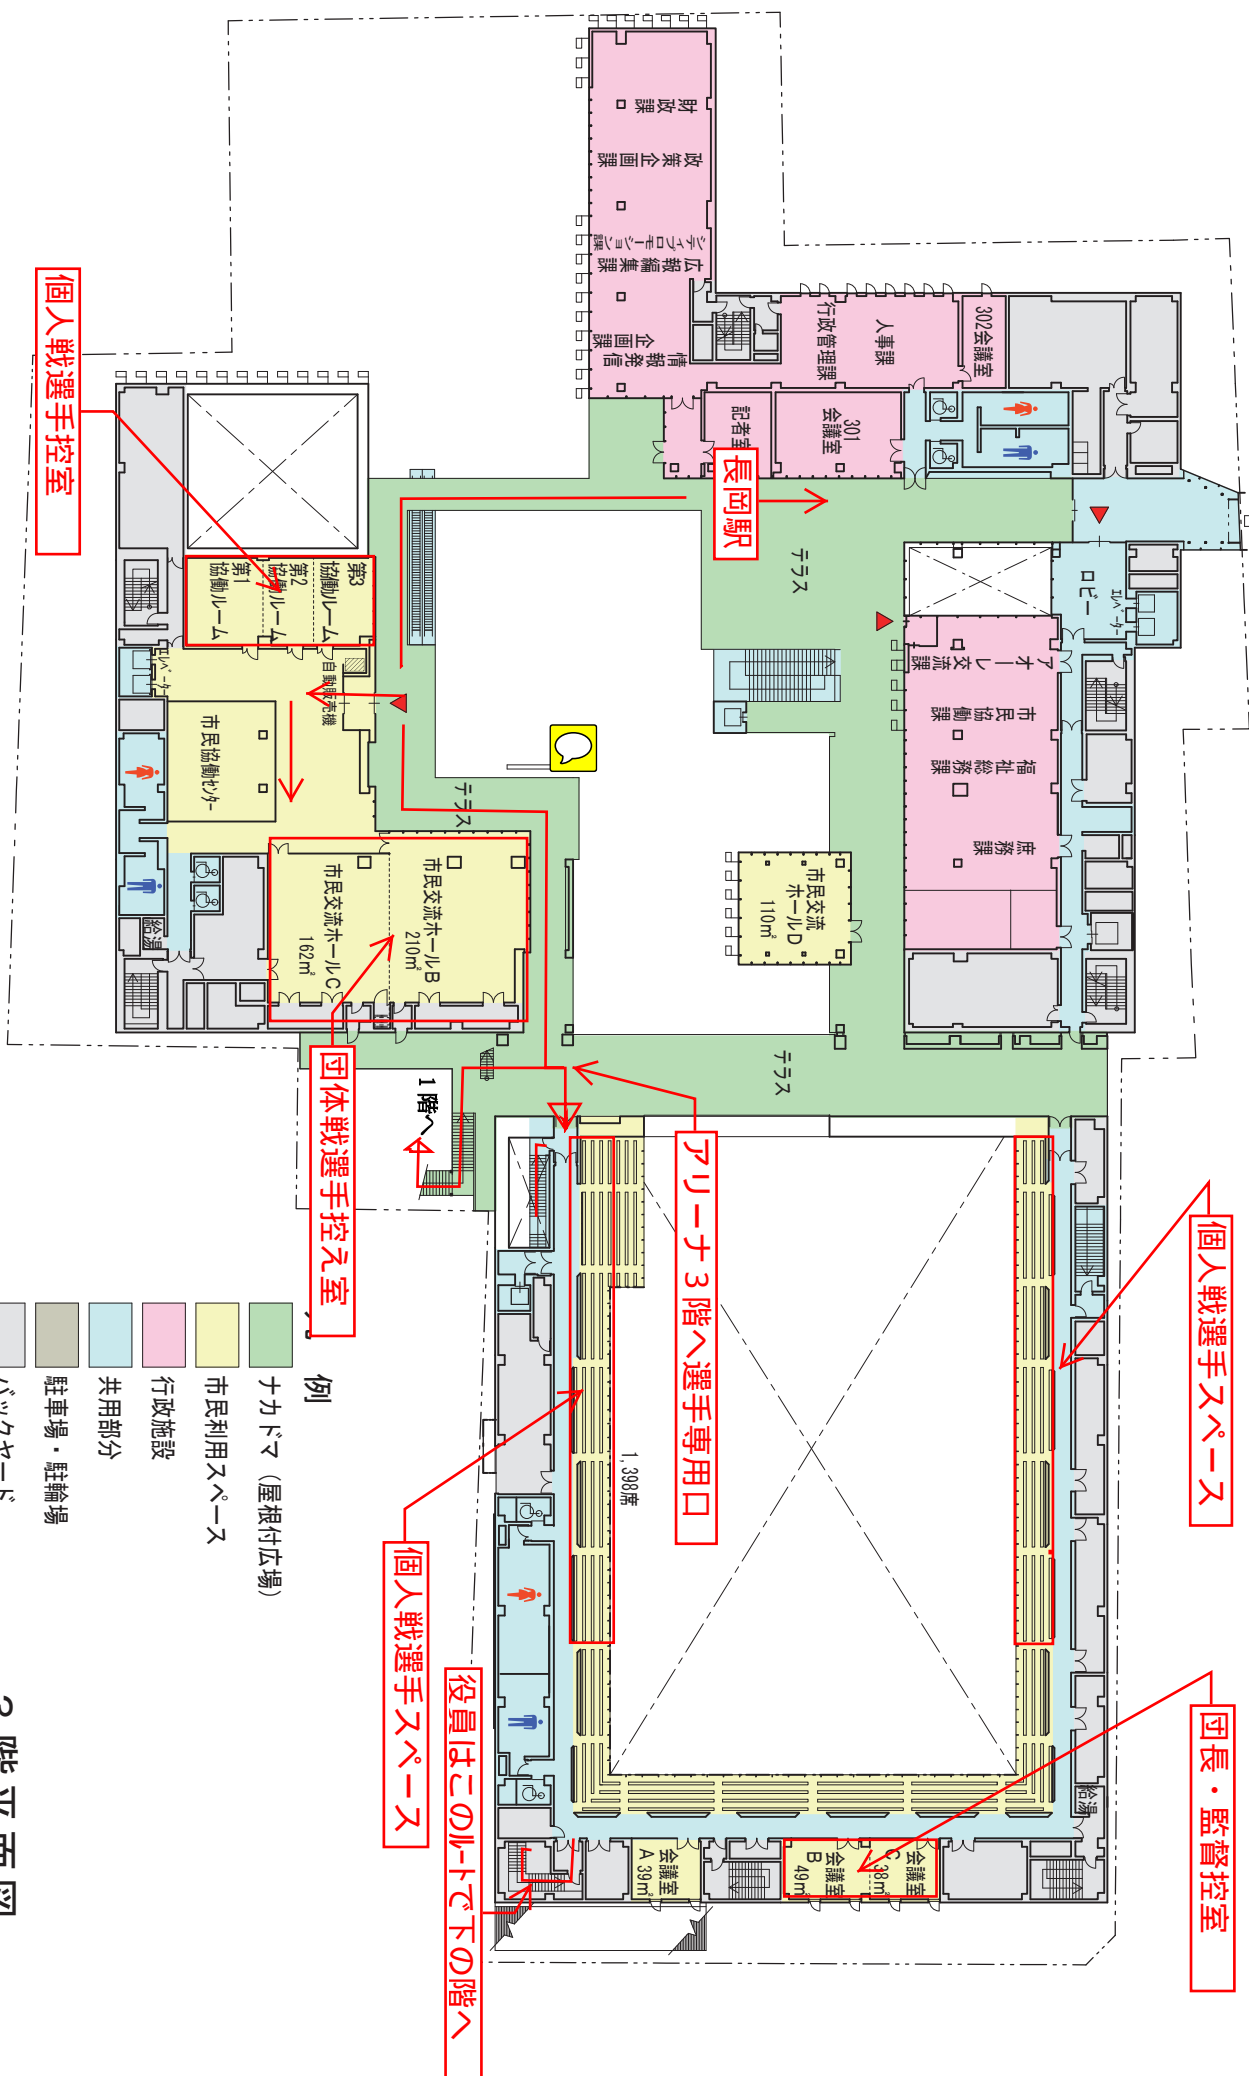 財政課
政策企画課
シティプロモーション課
広報編集課
情報発信
企画課
行政管理課
人事課
302会議室
記者室
301
会議室
長岡駅
テラス
ロビー
エレベーター
アオーレ交流課
市民協働課
福祉総務課
庶務課
個人戦選手控室
第3
協働ルーム
第2
協働ルーム
第1
協働ルーム
自動販売機
エレベーター
市民協働センター
テラス
市民交流ホールB
210㎡
市民交流ホールC
162㎡
給湯
市民交流
ホールD
110㎡
テラス
団体戦選手控え室
1階へ
アリーナ3階へ選手専用口
個人戦選手スペース
1,398席
個人戦選手スペース
団長・監督控室
給湯
会議室
C 38㎡
会議室
B 49㎡
会議室
A 39㎡
役員はこのルートで下の階へ
例
ナカドマ（屋根付広場）
市民利用スペース
行政施設
共用部分
駐車場・駐輪場
バックヤード
階平面図